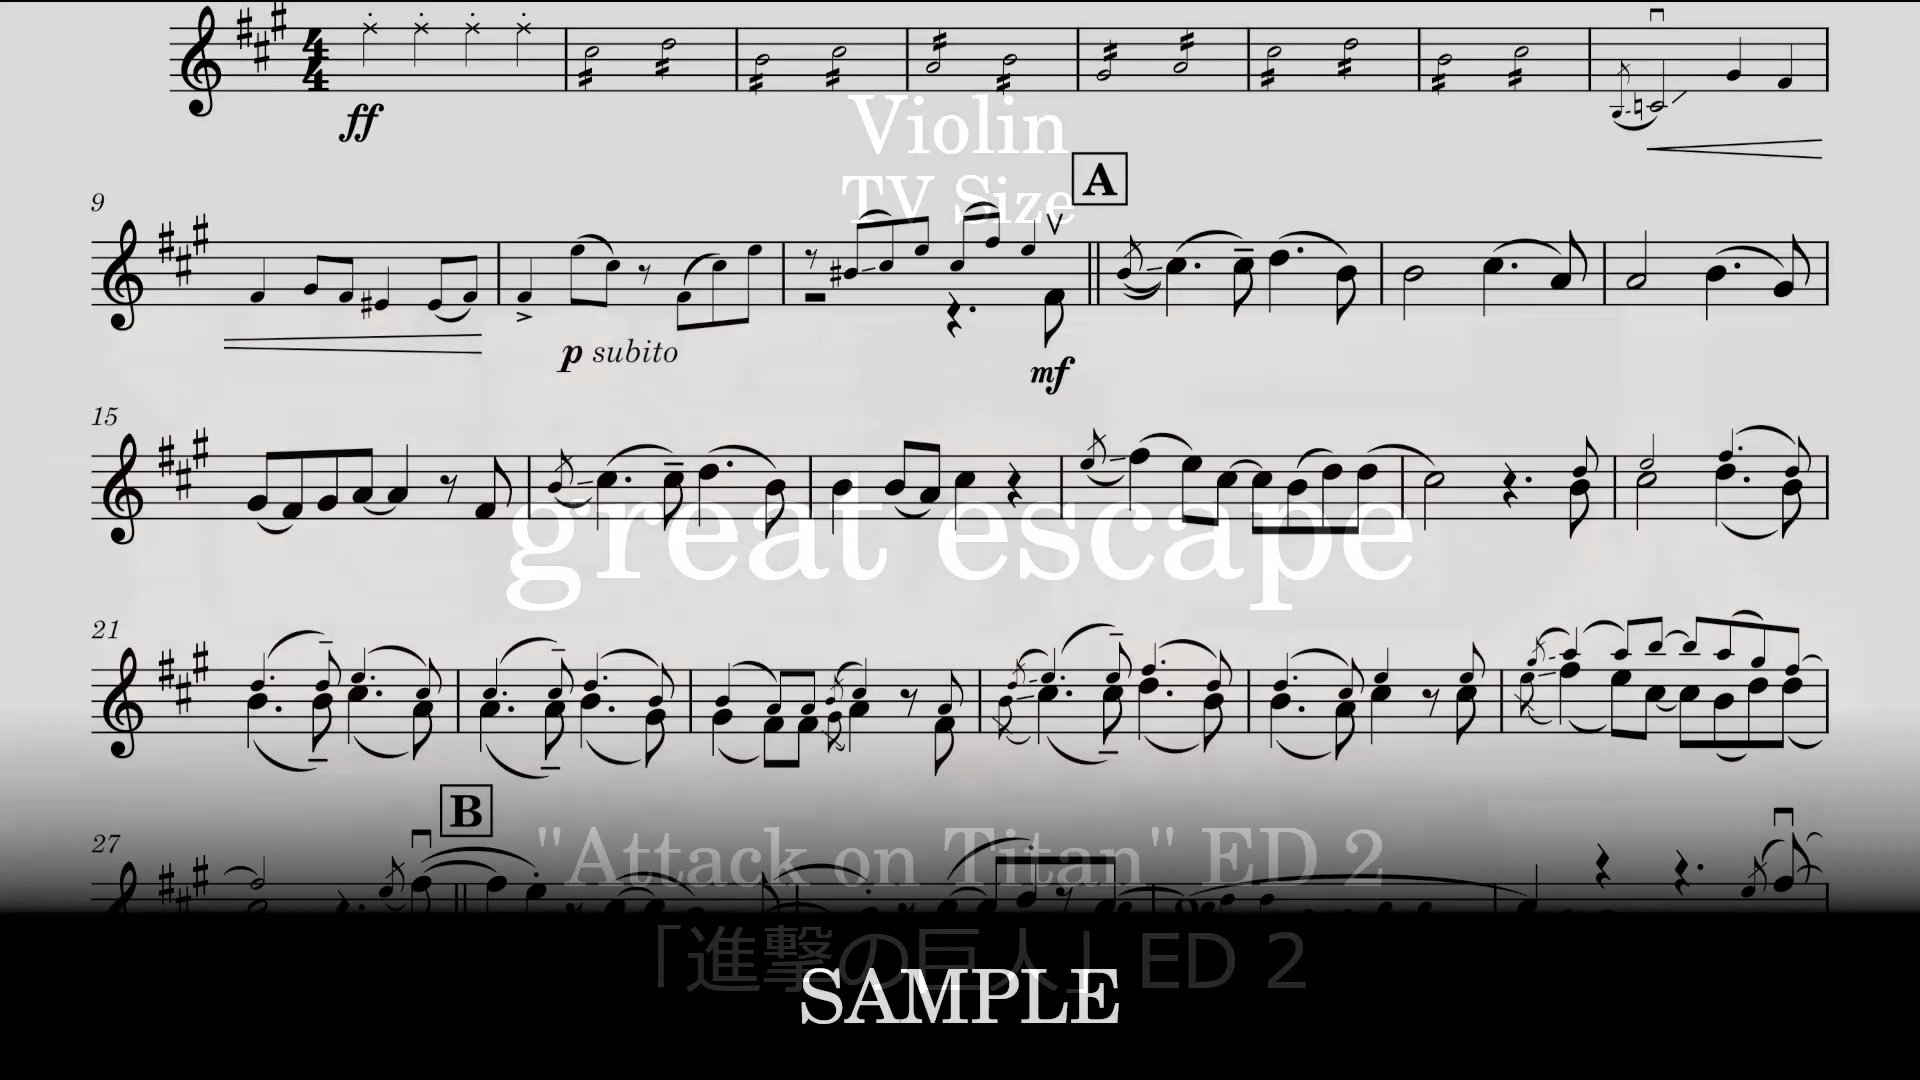 ff
Violin
TV Size
A
9
p subito
mf
15
great escape
21
B
27
"Attack on Titan" ED 2
「進撃の巨人」ED 2
SAMPLE